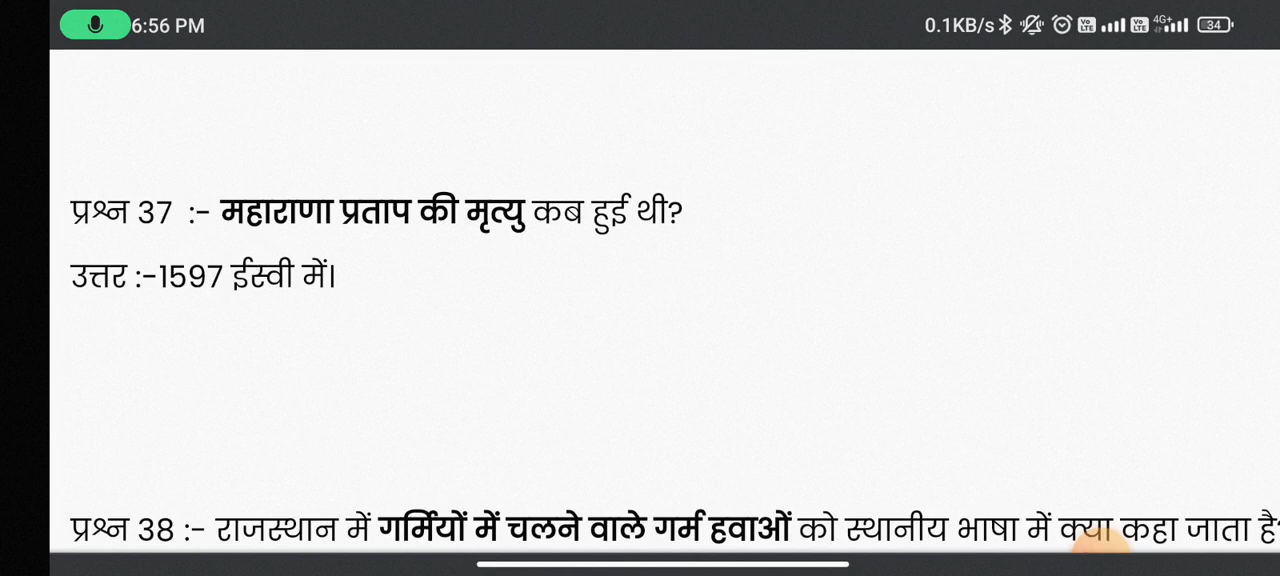 6:56 PM 0.1KB/s 4G+ 34
प्रश्न 37 :- महाराणा प्रताप की मृत्यु कब हुई थी?
उत्तर :-1597 ईस्वी में।
प्रश्न 38 :- राजस्थान में गर्मियों में चलने वाले गर्म हवाओं को स्थानीय भाषा में क्या कहा जाता है?